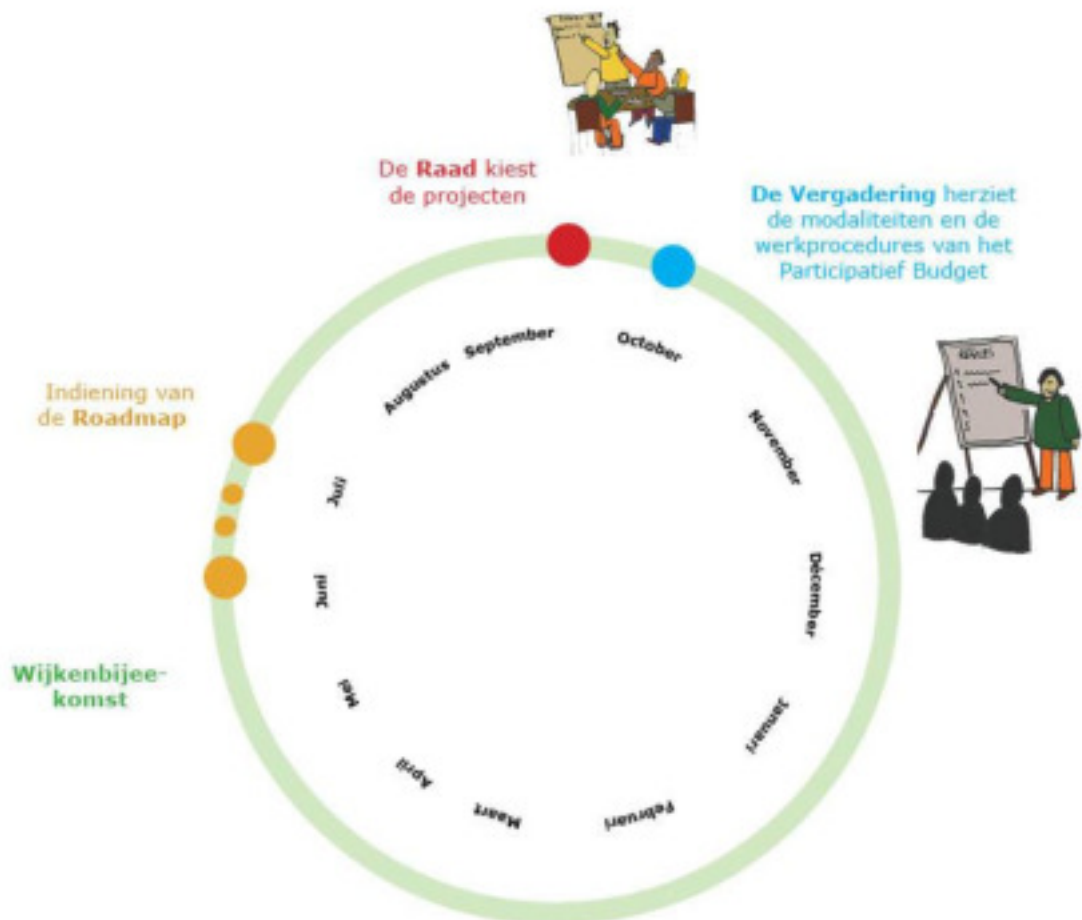 De Raad kiest
de projecten
De Vergadering herziet
de modaliteiten en de
werkprocedures van het
Participatief Budget
Indiening van
de Roadmap
Wijkenbijee-
komst
September
October
November
Décember
Januari
Februari
Maart
April
Mei
Juni
Juli
Augustus